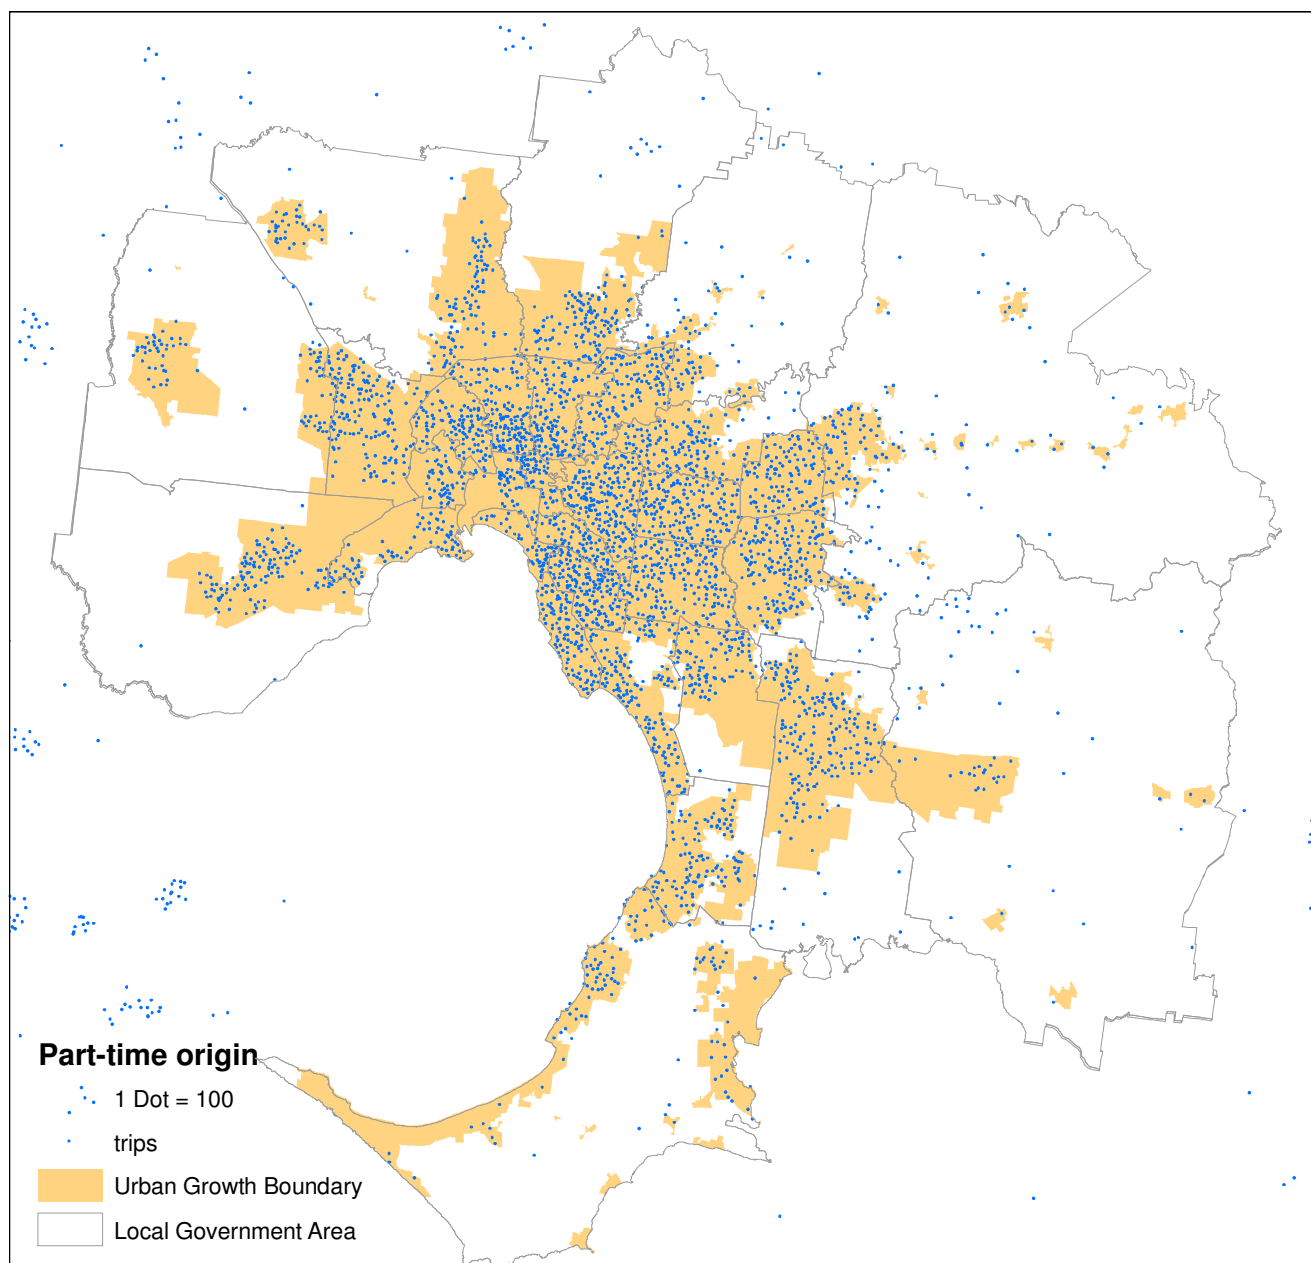 Part-time origin
1 Dot = 100
trips
Urban Growth Boundary
Local Government Area